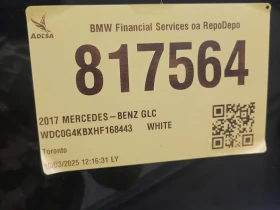 BMW Financial Services oa RepoDepo
ADESA
817564
2017 MERCEDES-BENZ GLC
WDC0G4KBXHF168443 WHITE
Toronto
10/03/2025 12:16:31 LY